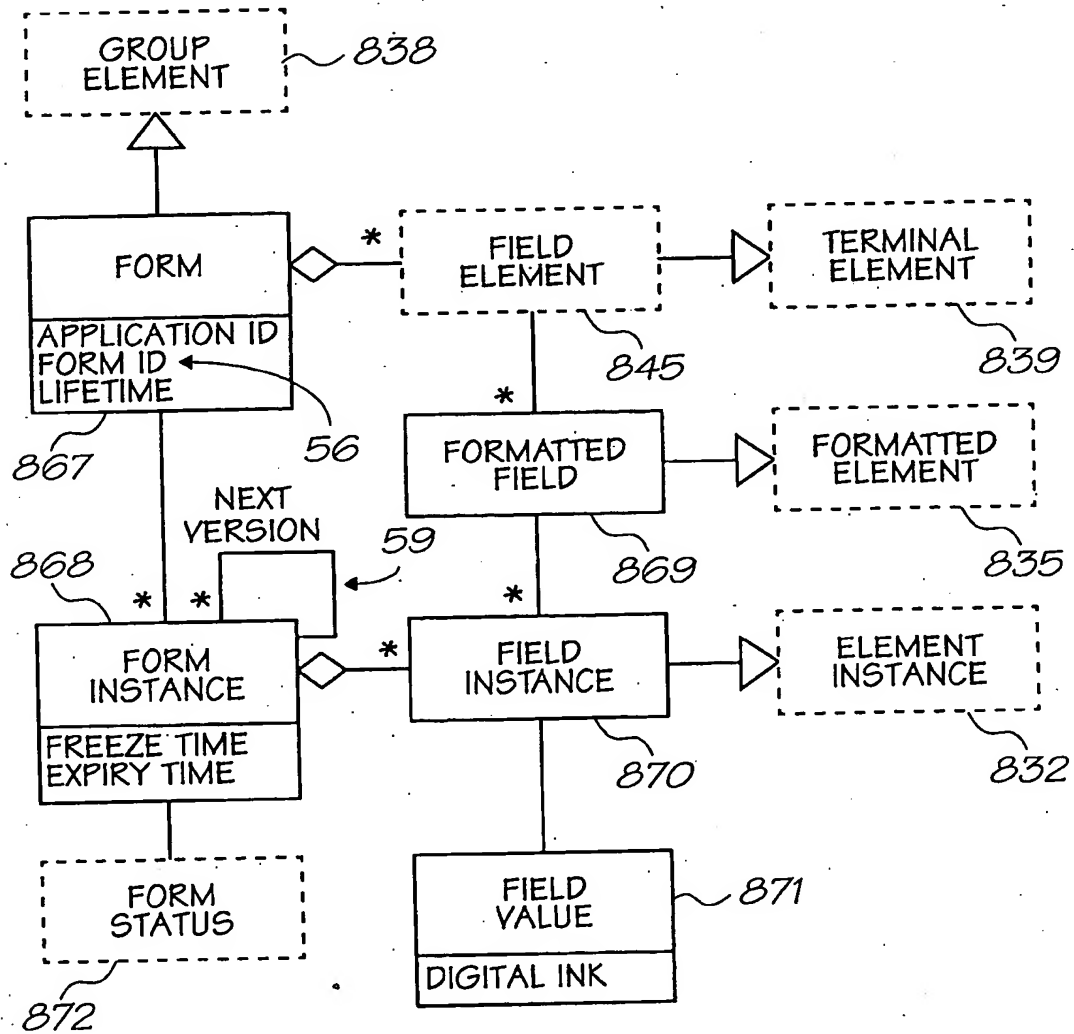 GROUP
ELEMENT
838
FORM
APPLICATION ID
FORM ID
LIFETIME
867
56
*
FIELD
ELEMENT
845
TERMINAL
ELEMENT
839
*
FORMATTED
FIELD
869
FORMATTED
ELEMENT
835
NEXT
VERSION
59
868
*
*
FORM
INSTANCE
FREEZE TIME
EXPIRY TIME
*
*
FIELD
INSTANCE
870
ELEMENT
INSTANCE
832
FORM
STATUS
872
FIELD
VALUE
DIGITAL INK
871